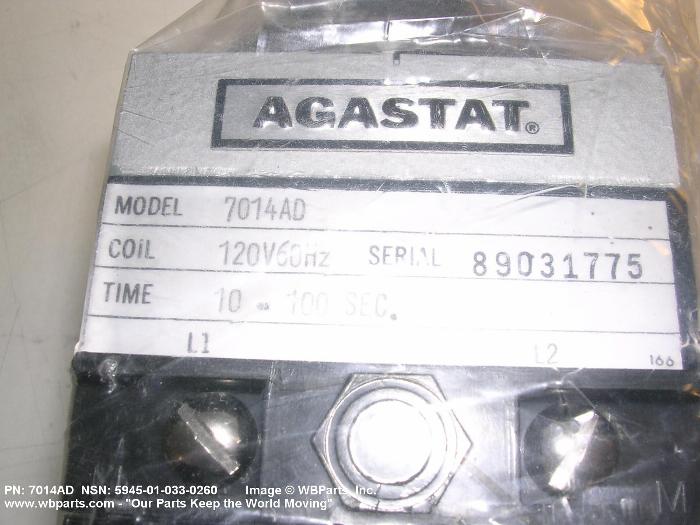 AGASTAT®
MODEL 7014AD
COIL 120V60Hz SERIAL 89031775
TIME 10 - 100 SEC.
L1 L2 166
M
PN: 7014AD NSN: 5945-01-033-0260 Image © WBParts, Inc.
www.wbparts.com - "Our Parts Keep the World Moving"